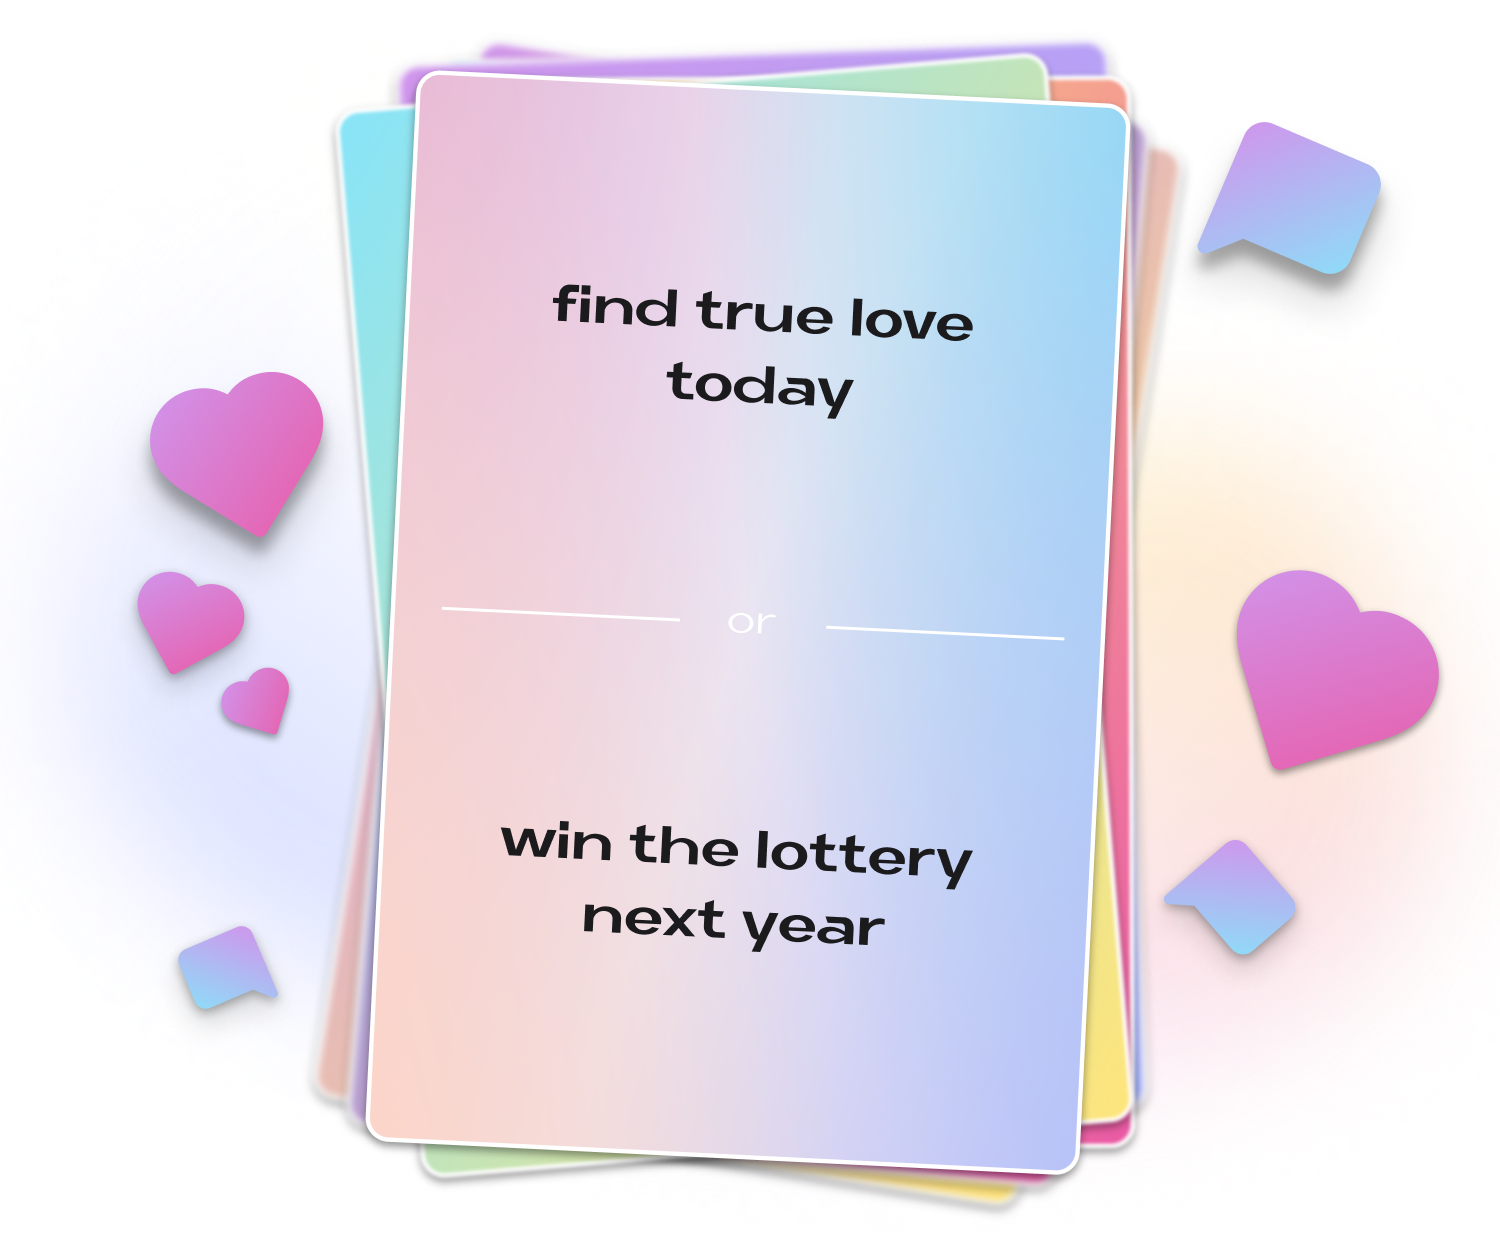 find true love
today
or
win the lottery
next year